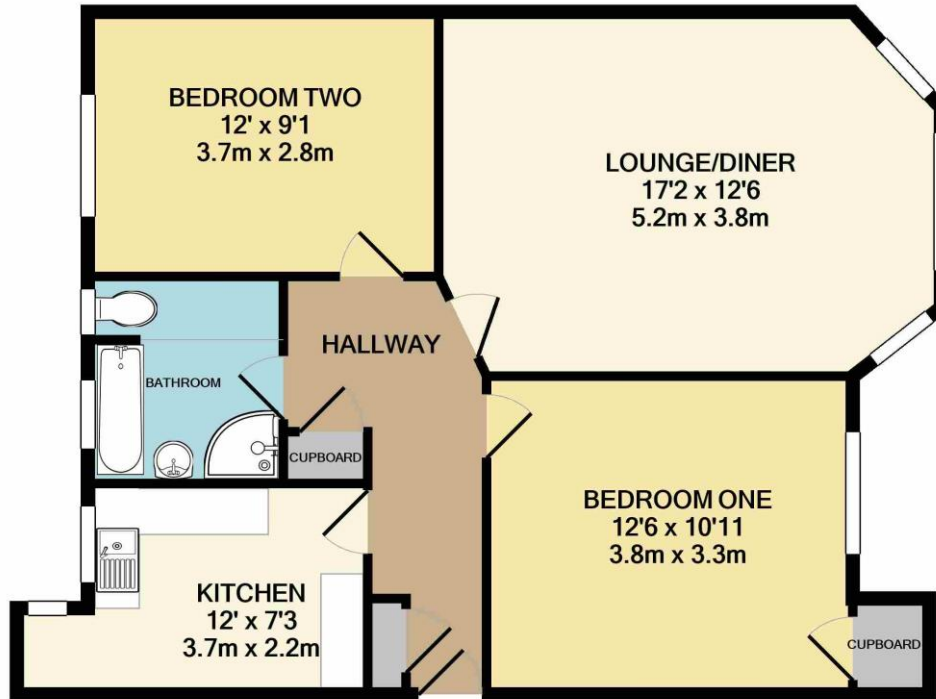 BEDROOM TWO
12' x 9'1
3.7m x 2.8m
LOUNGE/DINER
17'2 x 12'6
5.2m x 3.8m
HALLWAY
BATHROOM
CUPBOARD
BEDROOM ONE
12'6 x 10'11
3.8m x 3.3m
KITCHEN
12' x 7'3
3.7m x 2.2m
CUPBOARD